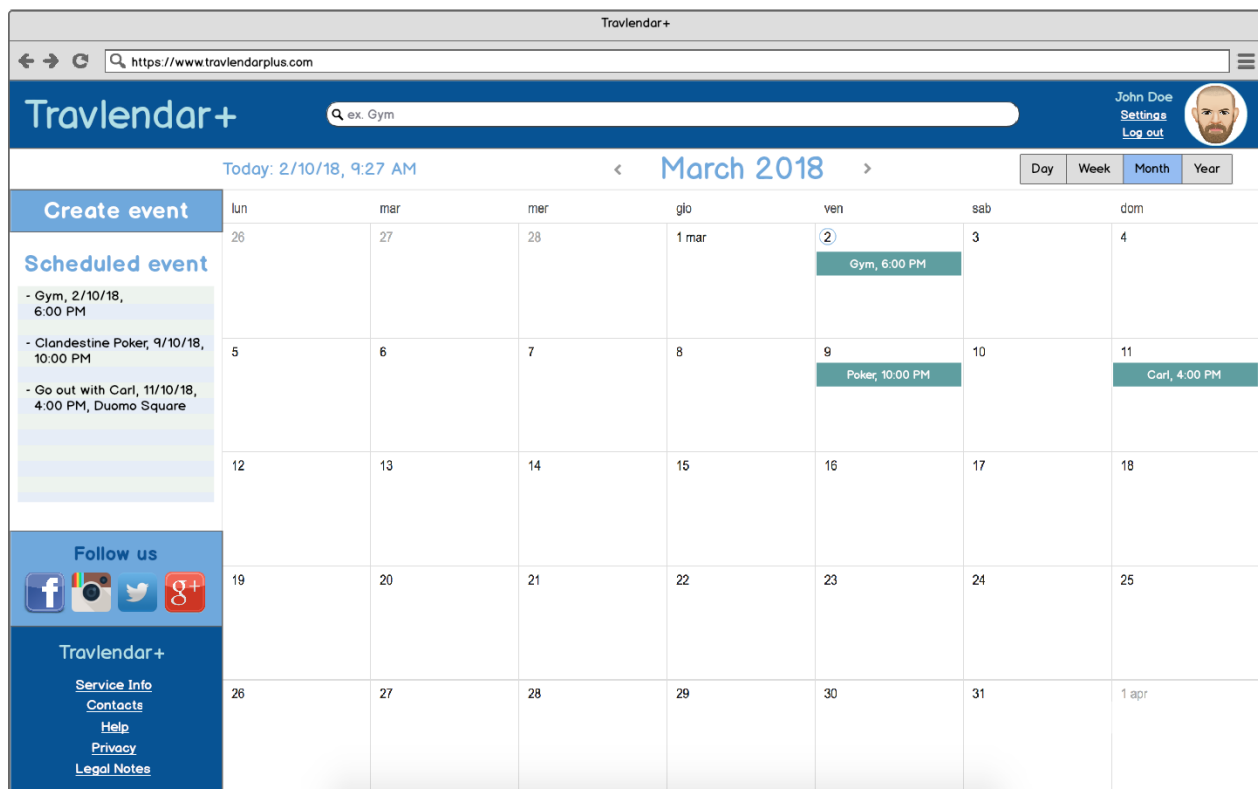 Travlendar+
https://www.travlendarplus.com
Travlendar+
ex. Gym
John Doe
Settings
Log out
Today: 2/10/18, 9:27 AM
< March 2018 >
Day Week Month Year
Create event
lun mar mer gio ven sab dom
26 27 28 1 mar 2 3 4
Gym, 6:00 PM
Scheduled event
- Gym, 2/10/18,
6:00 PM
- Clandestine Poker, 9/10/18,
10:00 PM
- Go out with Carl, 11/10/18,
4:00 PM, Duomo Square
5 6 7 8 9 10 11
Poker, 10:00 PM Carl, 4:00 PM
12 13 14 15 16 17 18
Follow us
f g+
19 20 21 22 23 24 25
Travlendar+
Service Info
Contacts
Help
Privacy
Legal Notes
26 27 28 29 30 31 1 apr